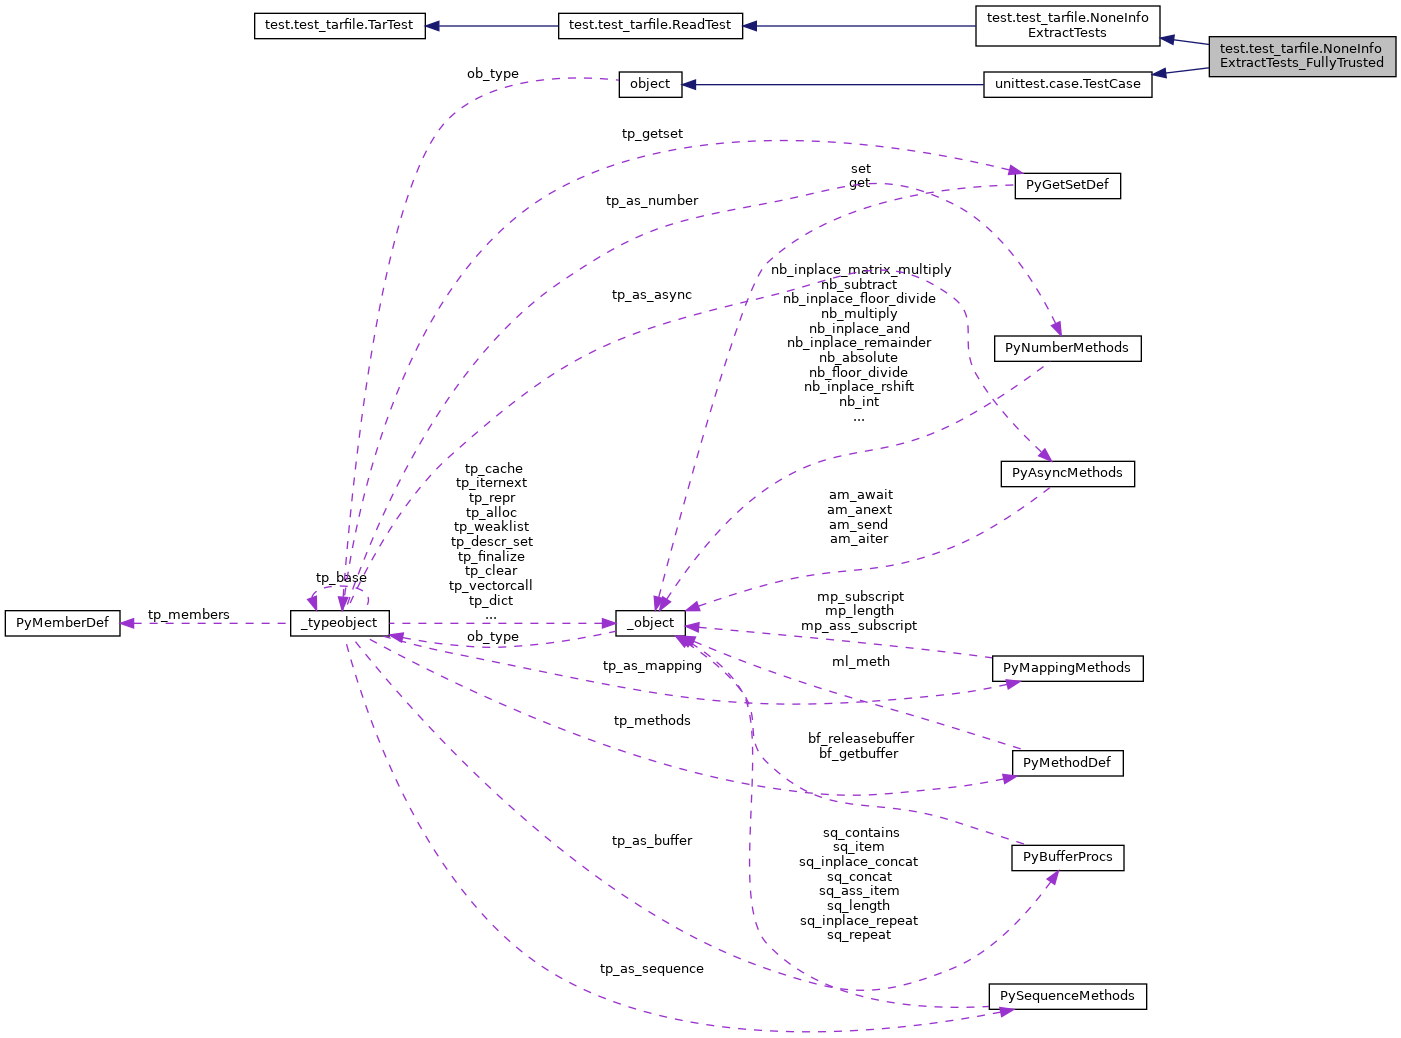 test.test_tarfile.TarTest
test.test_tarfile.ReadTest
test.test_tarfile.NoneInfo
ExtractTests
test.test_tarfile.NoneInfo
ExtractTests_FullyTrusted
ob_type
object
unittest.case.TestCase
tp_getset
set
get
PyGetSetDef
tp_as_number
nb_inplace_matrix_multiply
nb_subtract
nb_inplace_floor_divide
nb_multiply
nb_inplace_and
nb_inplace_remainder
nb_absolute
nb_floor_divide
nb_inplace_rshift
nb_int
...
tp_as_async
PyNumberMethods
PyAsyncMethods
tp_cache
tp_iternext
tp_repr
tp_alloc
tp_weaklist
tp_descr_set
tp_finalize
tp_clear
tp_vectorcall
tp_dict
...
am_await
am_anext
am_send
am_aiter
tp_base
PyMemberDef
tp_members
_typeobject
ob_type
_object
mp_subscript
mp_length
mp_ass_subscript
tp_as_mapping
ml_meth
PyMappingMethods
tp_methods
bf_releasebuffer
bf_getbuffer
PyMethodDef
tp_as_buffer
sq_contains
sq_item
sq_inplace_concat
sq_concat
sq_ass_item
sq_length
sq_inplace_repeat
sq_repeat
PyBufferProcs
tp_as_sequence
PySequenceMethods